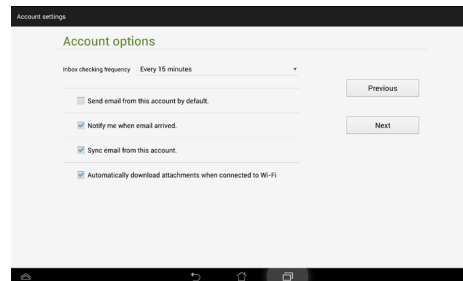 Account settings
Account options
Inbox checking frequency Every 15 minutes
Previous
Send email from this account by default.
Notify me when email arrived.
Next
Sync email from this account.
Automatically download attachments when connected to Wi-Fi